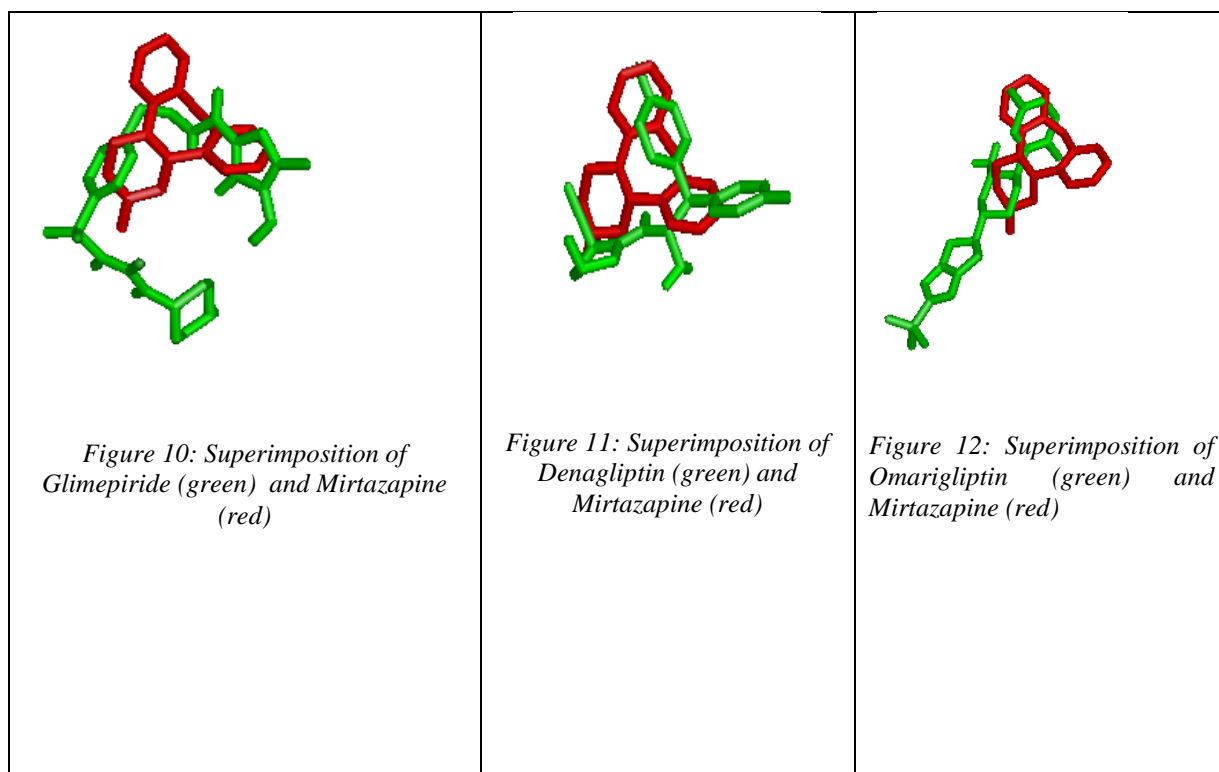 Figure 10: Superimposition of
Glimepiride (green) and Mirtazapine
(red)
Figure 11: Superimposition of
Denagliptin (green) and
Mirtazapine (red)
Figure 12: Superimposition of
Omarigliptin (green) and
Mirtazapine (red)